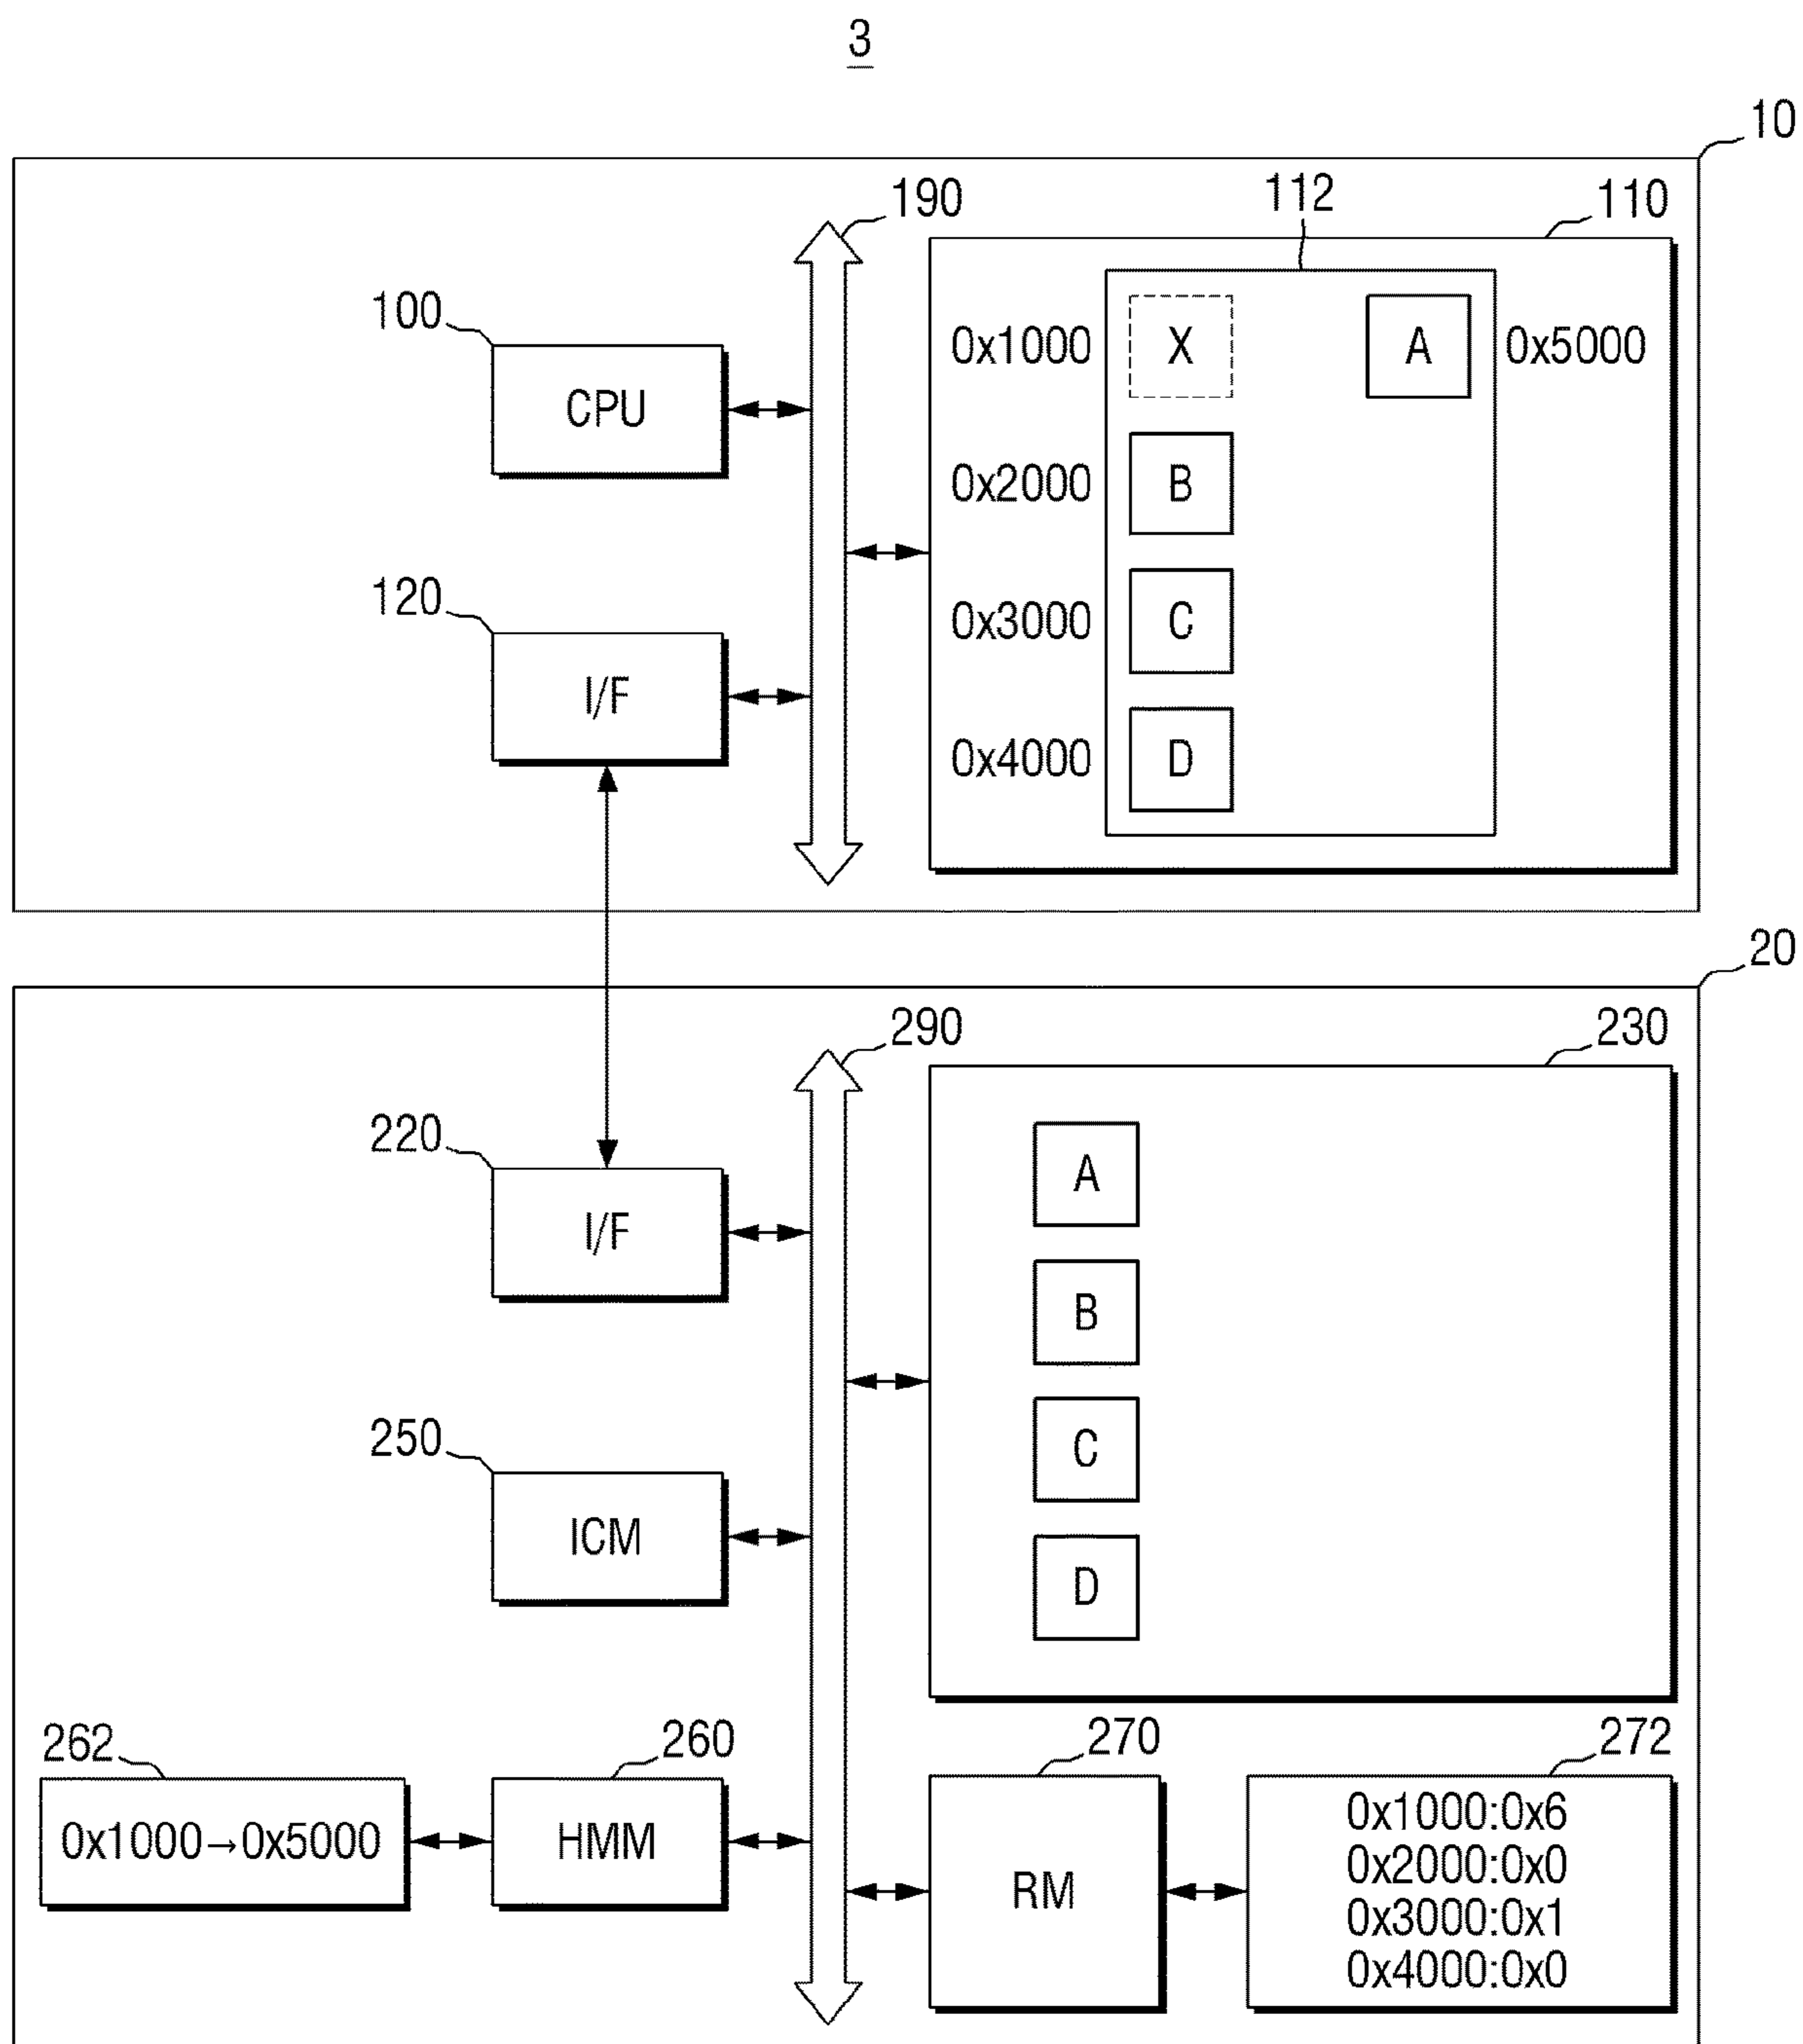 3
10
190
112
110
100
0x1000
X
A
0x5000
CPU
0x2000
B
120
0x3000
C
I/F
0x4000
D
20
290
230
220
A
I/F
B
250
C
ICM
D
262
260
270
272
0x1000→0x5000
HMM
RM
0x1000:0x6
0x2000:0x0
0x3000:0x1
0x4000:0x0